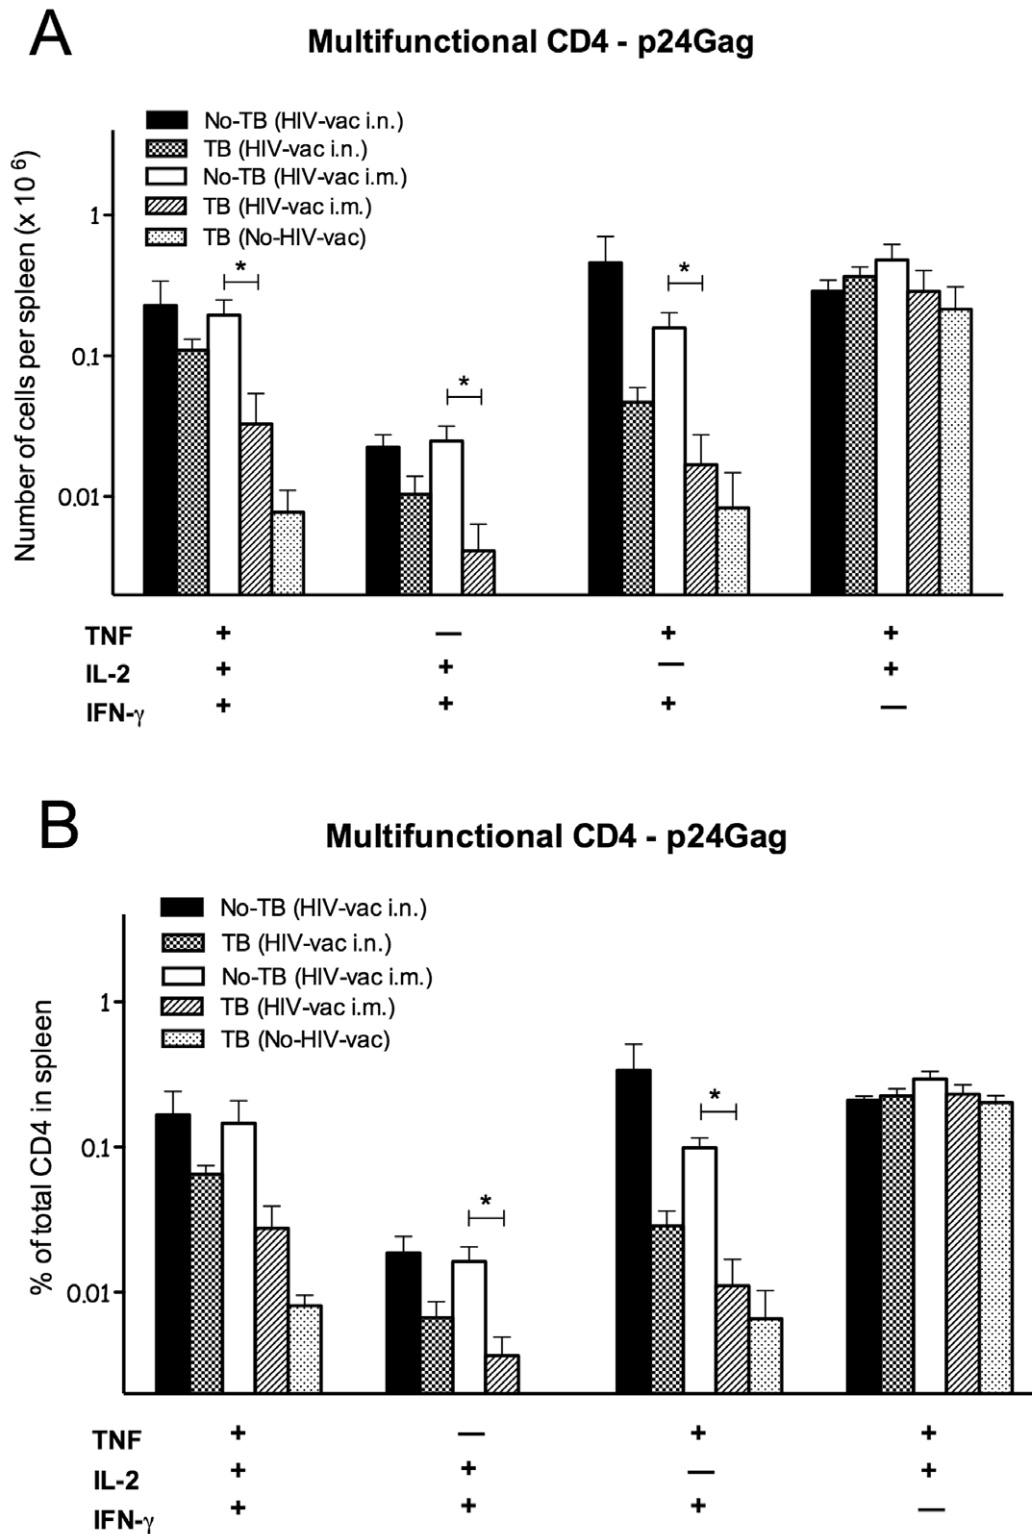 A
Multifunctional CD4 - p24Gag
No-TB (HIV-vac i.n.)
TB (HIV-vac i.n.)
No-TB (HIV-vac i.m.)
TB (HIV-vac i.m.)
TB (No-HIV-vac)
Number of cells per spleen (x 10 6)
1
0.1
0.01
*
*
*
TNF + — + +
IL-2 + + — +
IFN-γ + + + —
B
Multifunctional CD4 - p24Gag
No-TB (HIV-vac i.n.)
TB (HIV-vac i.n.)
No-TB (HIV-vac i.m.)
TB (HIV-vac i.m.)
TB (No-HIV-vac)
% of total CD4 in spleen
1
0.1
0.01
*
*
TNF + — + +
IL-2 + + — +
IFN-γ + + + —